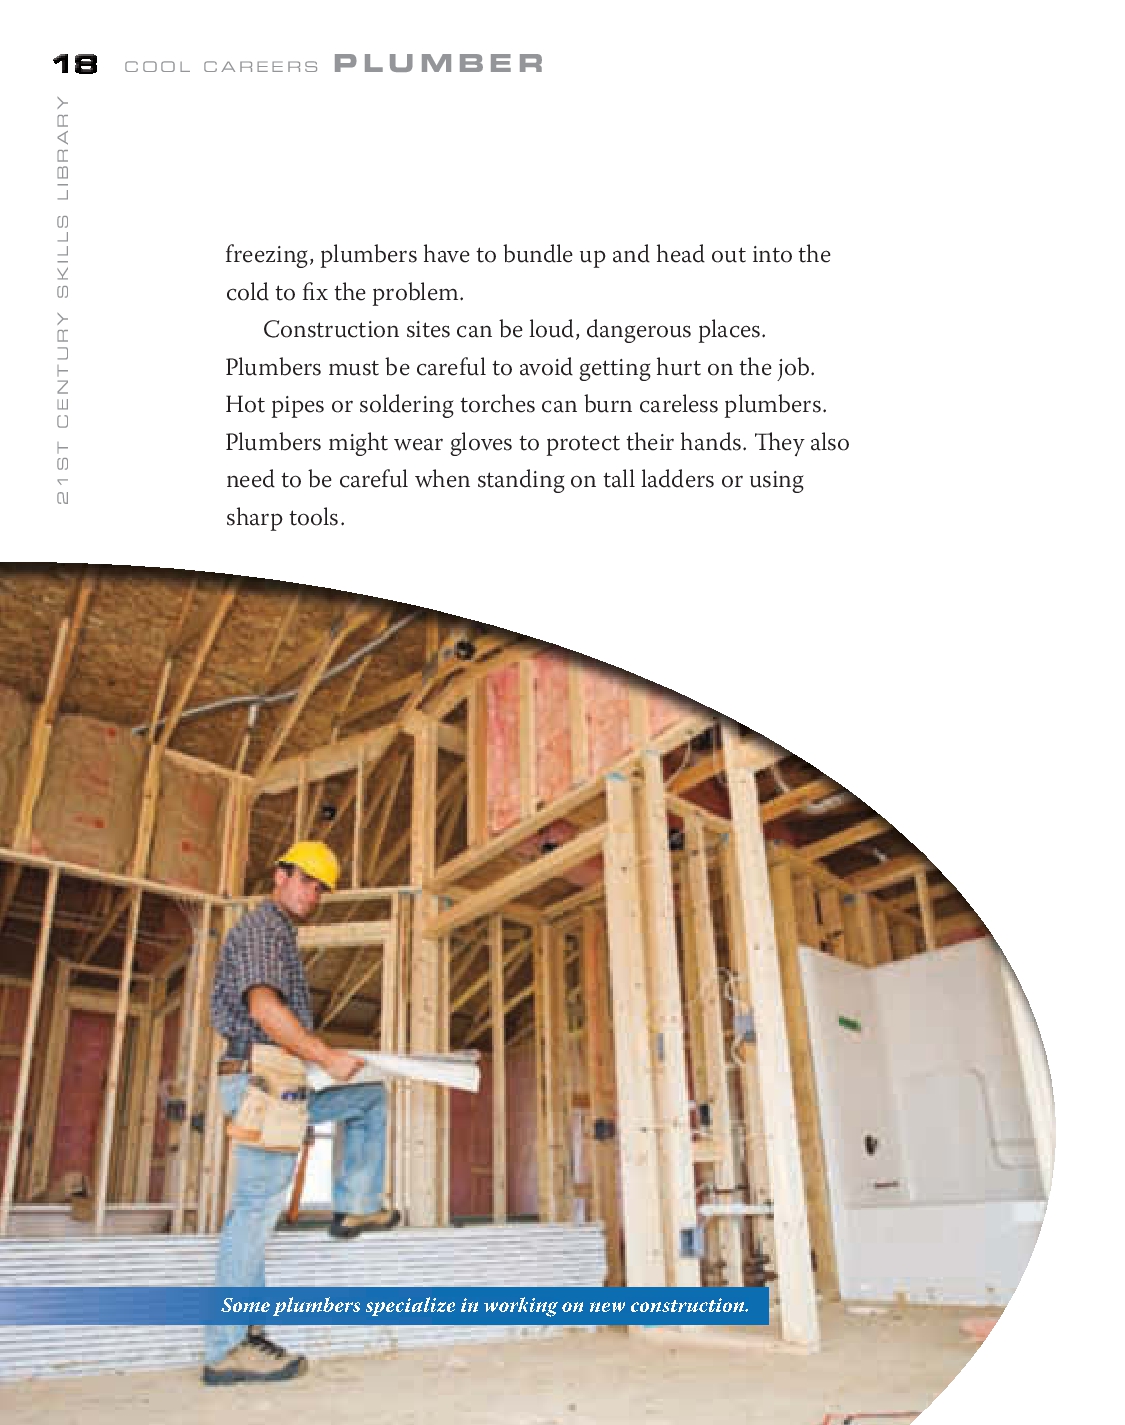 18 COOL CAREERS PLUMBER
21ST CENTURY SKILLS LIBRARY
freezing, plumbers have to bundle up and head out into the
cold to fix the problem.
Construction sites can be loud, dangerous places.
Plumbers must be careful to avoid getting hurt on the job.
Hot pipes or soldering torches can burn careless plumbers.
Plumbers might wear gloves to protect their hands. They also
need to be careful when standing on tall ladders or using
sharp tools.
Some plumbers specialize in working on new construction.